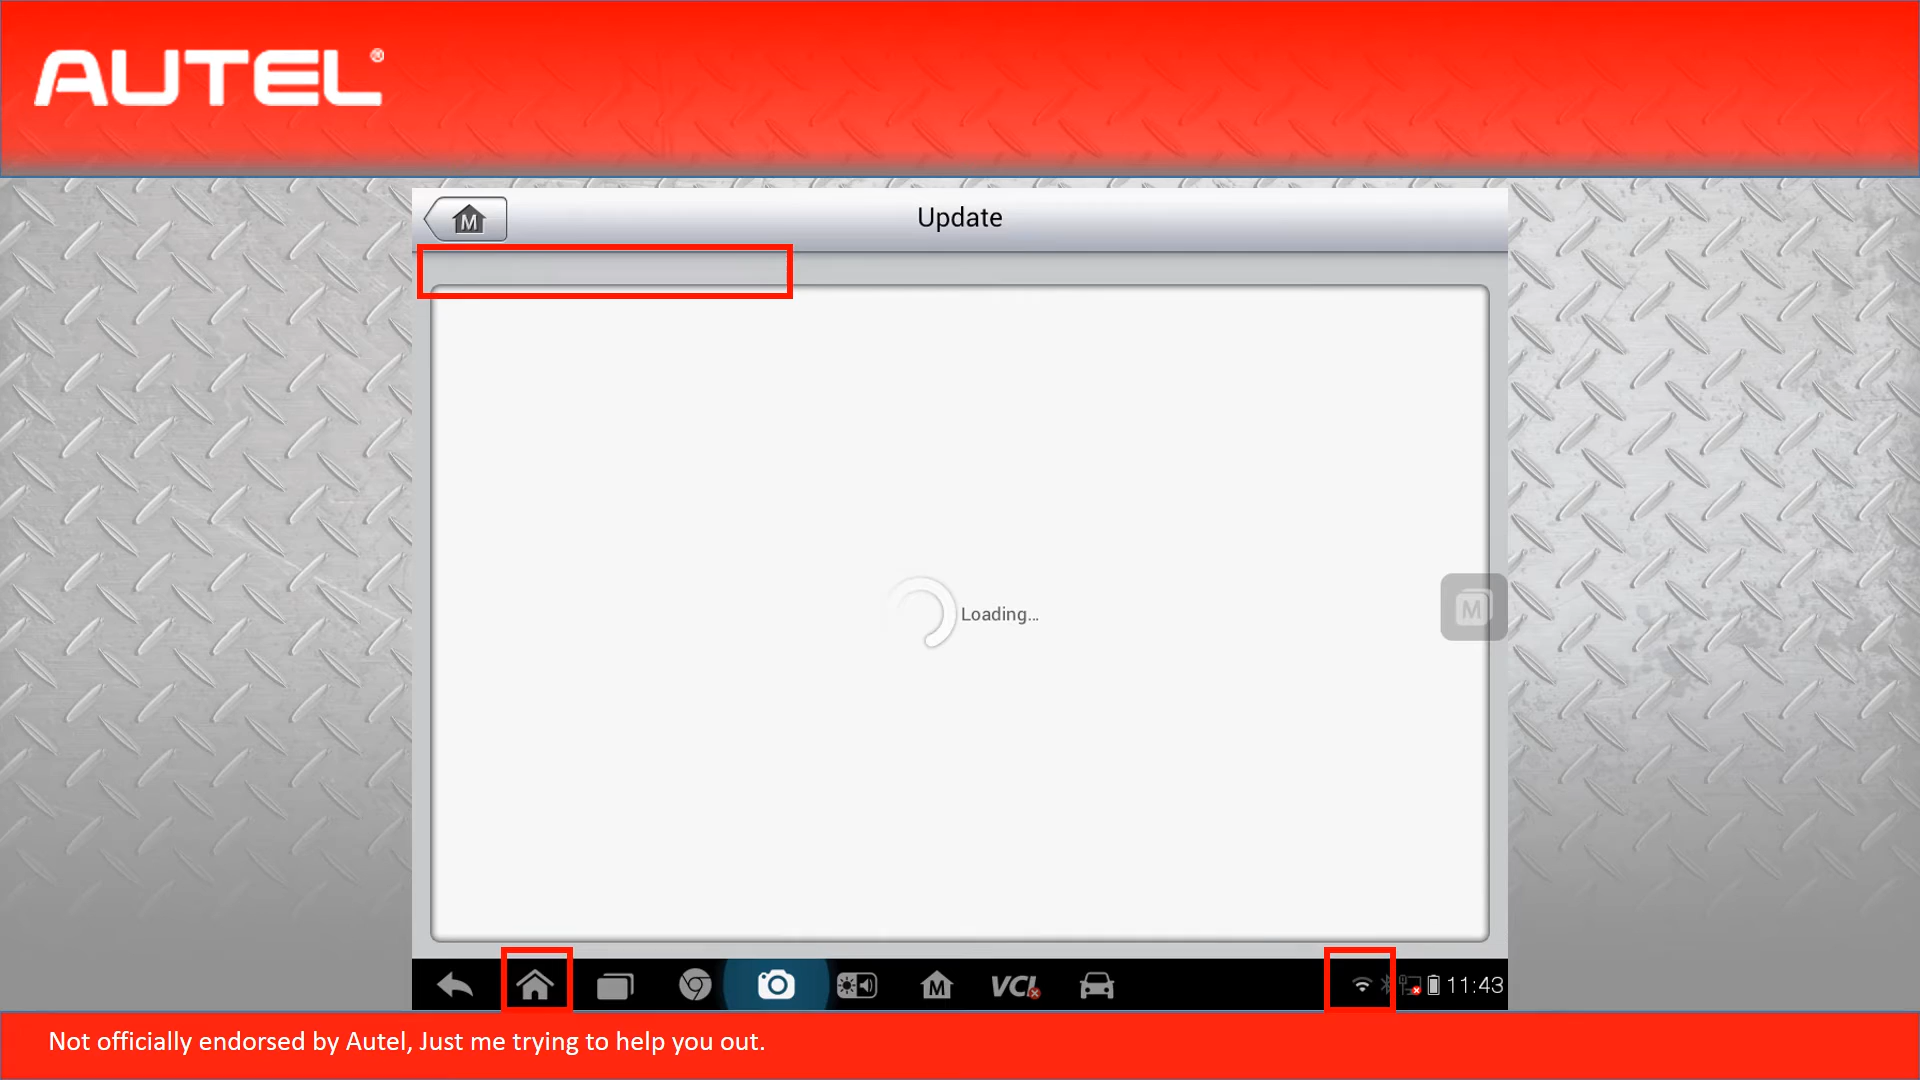 AUTEL®
M
Update
Loading...
M
M
VCI
11:43
Not officially endorsed by Autel, Just me trying to help you out.